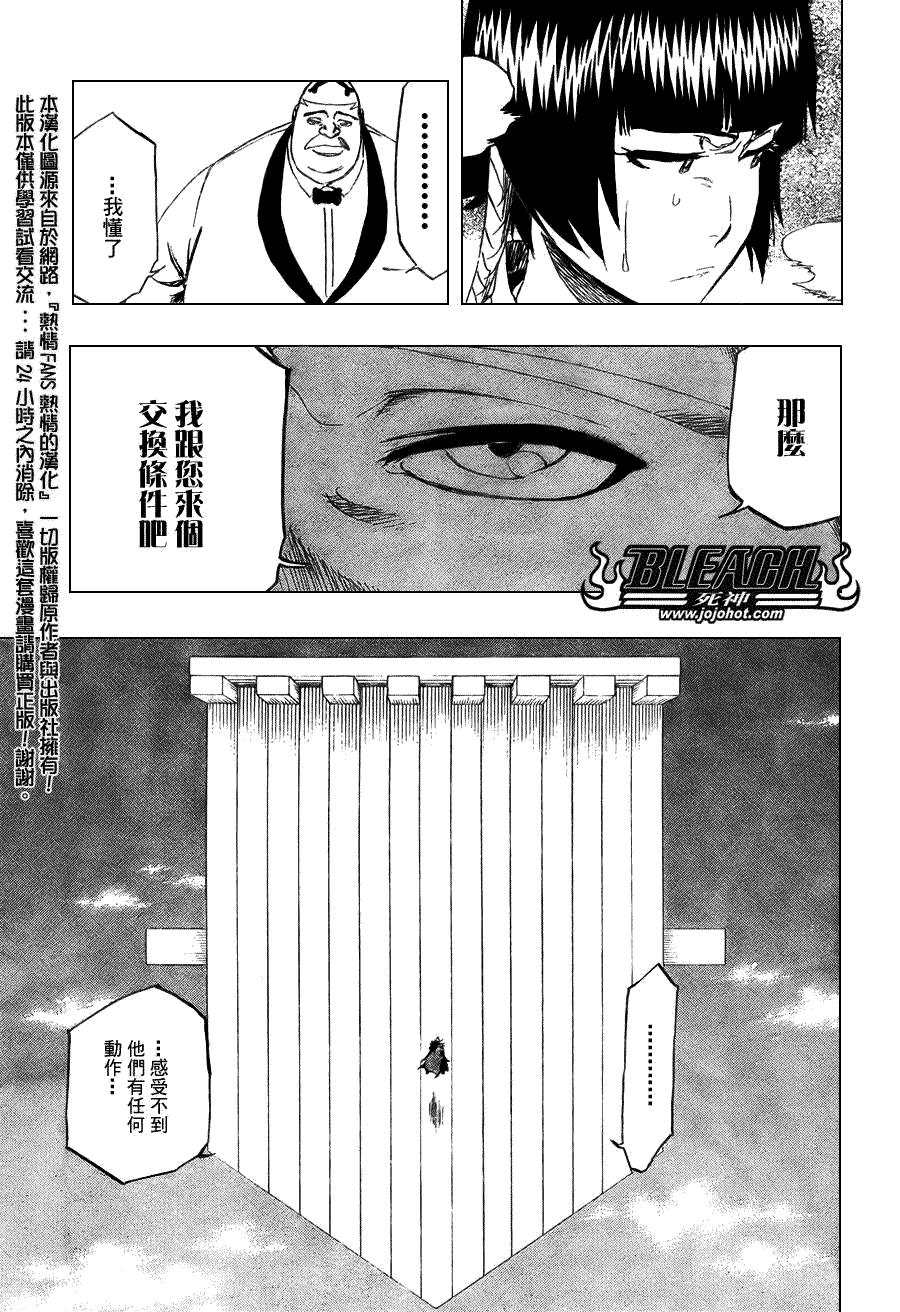 ………
…我懂了
那麼
我跟您來個
交換條件吧
BLEACH
死神
www.jojohot.com
………
…感受不到
他們有任何
動作…
本漢化圖源來自於網路，『熱情FANS 熱情的漢化』一切版權歸原作者與出版社擁有！
此版本僅供學習試看交流…請24小時之內消除，喜歡這套漫畫請購買正版！謝謝。